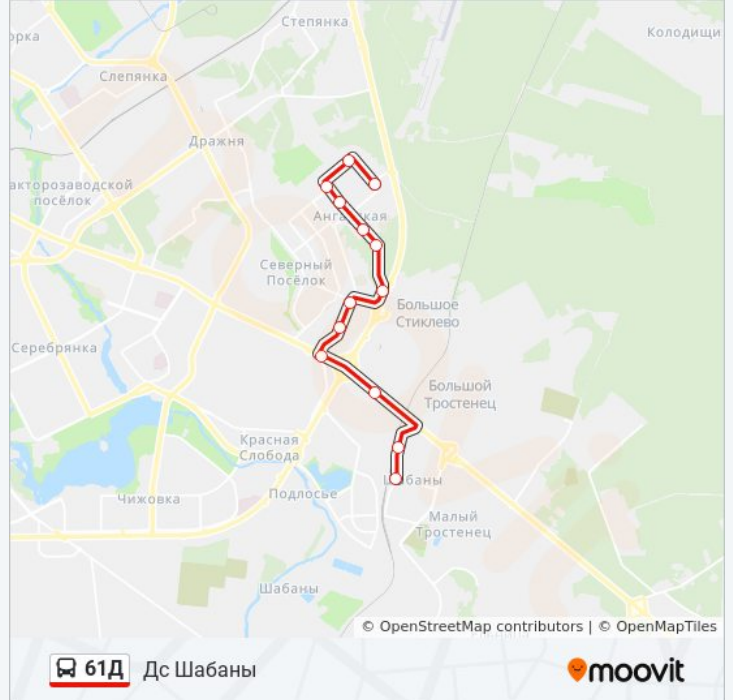 Степянка
орка
Колодищи
Слепянка
Дражня
акторозаводской
посёлок
Ангарская
Северный
Посёлок
Большое
Стиклево
Серебрянка
Большой
Тростенец
Красная
Слобода
Шабаны
Подлосье
Чижовка
Малый
Тростенец
Шабаны
© OpenStreetMap contributors | © OpenMapTiles
61Д Дс Шабаны
moovit